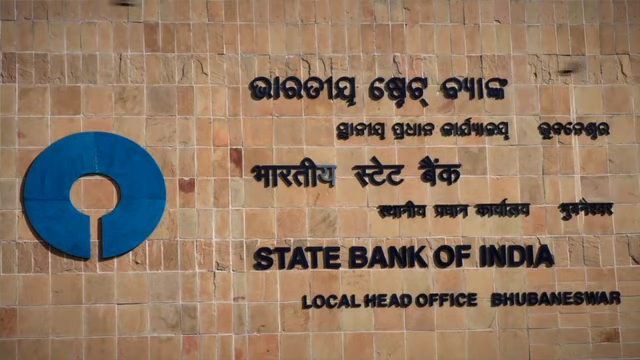 ଭାରତୀୟ ଷ୍ଟେଟ୍ ବ୍ୟାଙ୍କ
ସ୍ଥାନୀୟ ପ୍ରଧାନ କାର୍ଯ୍ୟାଳୟ ଭୁବନେଶ୍ୱର
भारतीय स्टेट बैंक
स्थानीय प्रधान कार्यालय भुवनेश्वर
STATE BANK OF INDIA
LOCAL HEAD OFFICE BHUBANESWAR